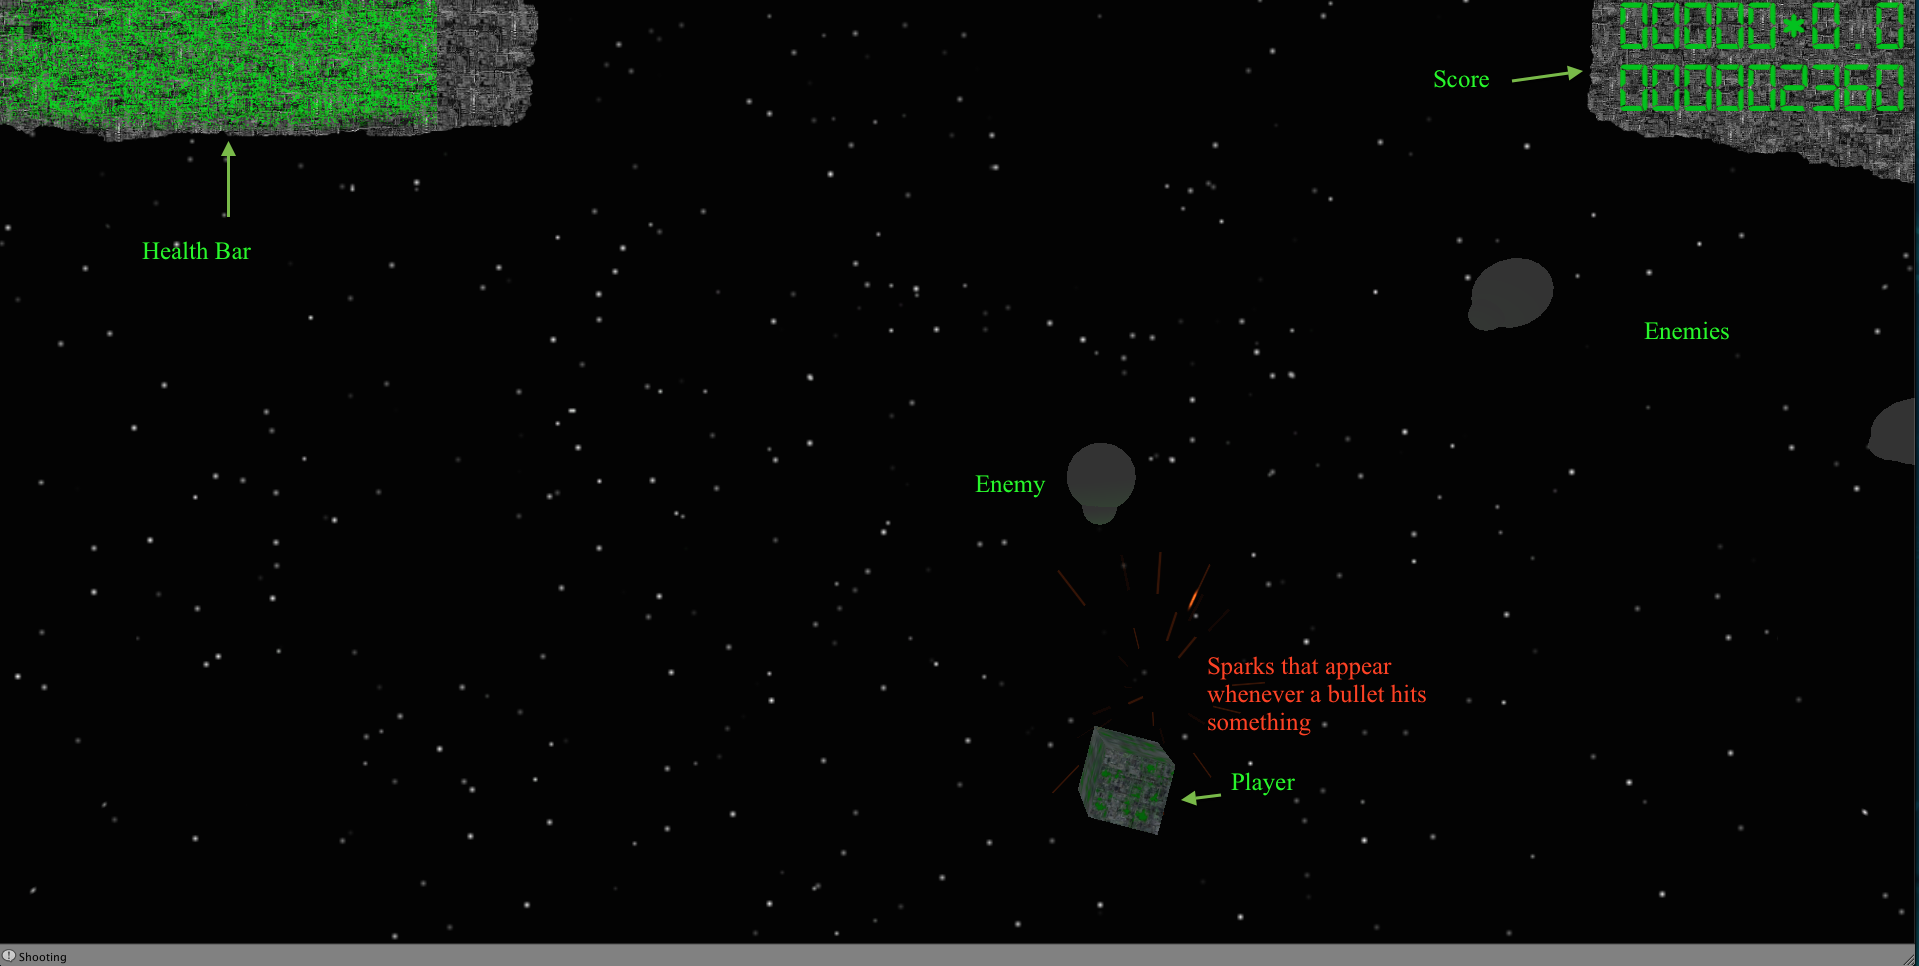 00000*0.0
000002360
Score
Health Bar
Enemies
Enemy
Sparks that appear
whenever a bullet hits
something
Player
Shooting